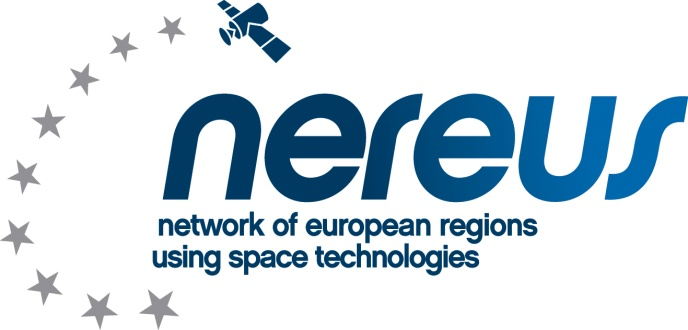 nereus
network of european regions
using space technologies